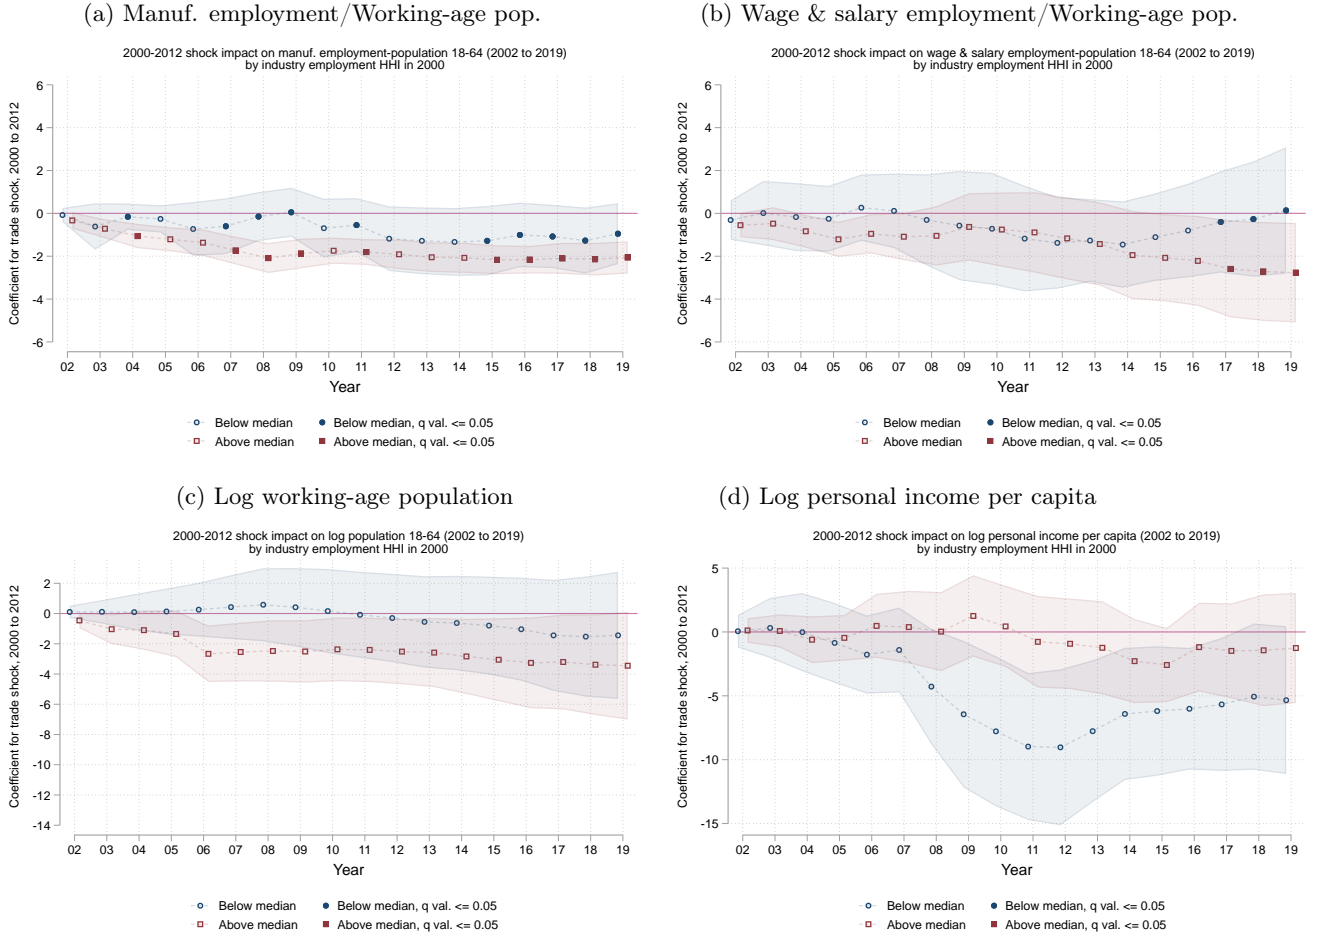 (a) Manuf. employment/Working-age pop.
2000-2012 shock impact on manuf. employment-population 18-64 (2002 to 2019)
by industry employment HHI in 2000
Coefficient for trade shock, 2000 to 2012
6
4
2
0
-2
-4
-6
02 03 04 05 06 07 08 09 10 11 12 13 14 15 16 17 18 19
Year
Below median Below median, q val. <= 0.05
Above median Above median, q val. <= 0.05
(b) Wage & salary employment/Working-age pop.
2000-2012 shock impact on wage & salary employment-population 18-64 (2002 to 2019)
by industry employment HHI in 2000
Coefficient for trade shock, 2000 to 2012
6
4
2
0
-2
-4
-6
02 03 04 05 06 07 08 09 10 11 12 13 14 15 16 17 18 19
Year
Below median Below median, q val. <= 0.05
Above median Above median, q val. <= 0.05
(c) Log working-age population
2000-2012 shock impact on log population 18-64 (2002 to 2019)
by industry employment HHI in 2000
Coefficient for trade shock, 2000 to 2012
2
0
-2
-4
-6
-8
-10
-12
-14
02 03 04 05 06 07 08 09 10 11 12 13 14 15 16 17 18 19
Year
Below median Below median, q val. <= 0.05
Above median Above median, q val. <= 0.05
(d) Log personal income per capita
2000-2012 shock impact on log personal income per capita (2002 to 2019)
by industry employment HHI in 2000
Coefficient for trade shock, 2000 to 2012
5
0
-5
-10
-15
02 03 04 05 06 07 08 09 10 11 12 13 14 15 16 17 18 19
Year
Below median Below median, q val. <= 0.05
Above median Above median, q val. <= 0.05